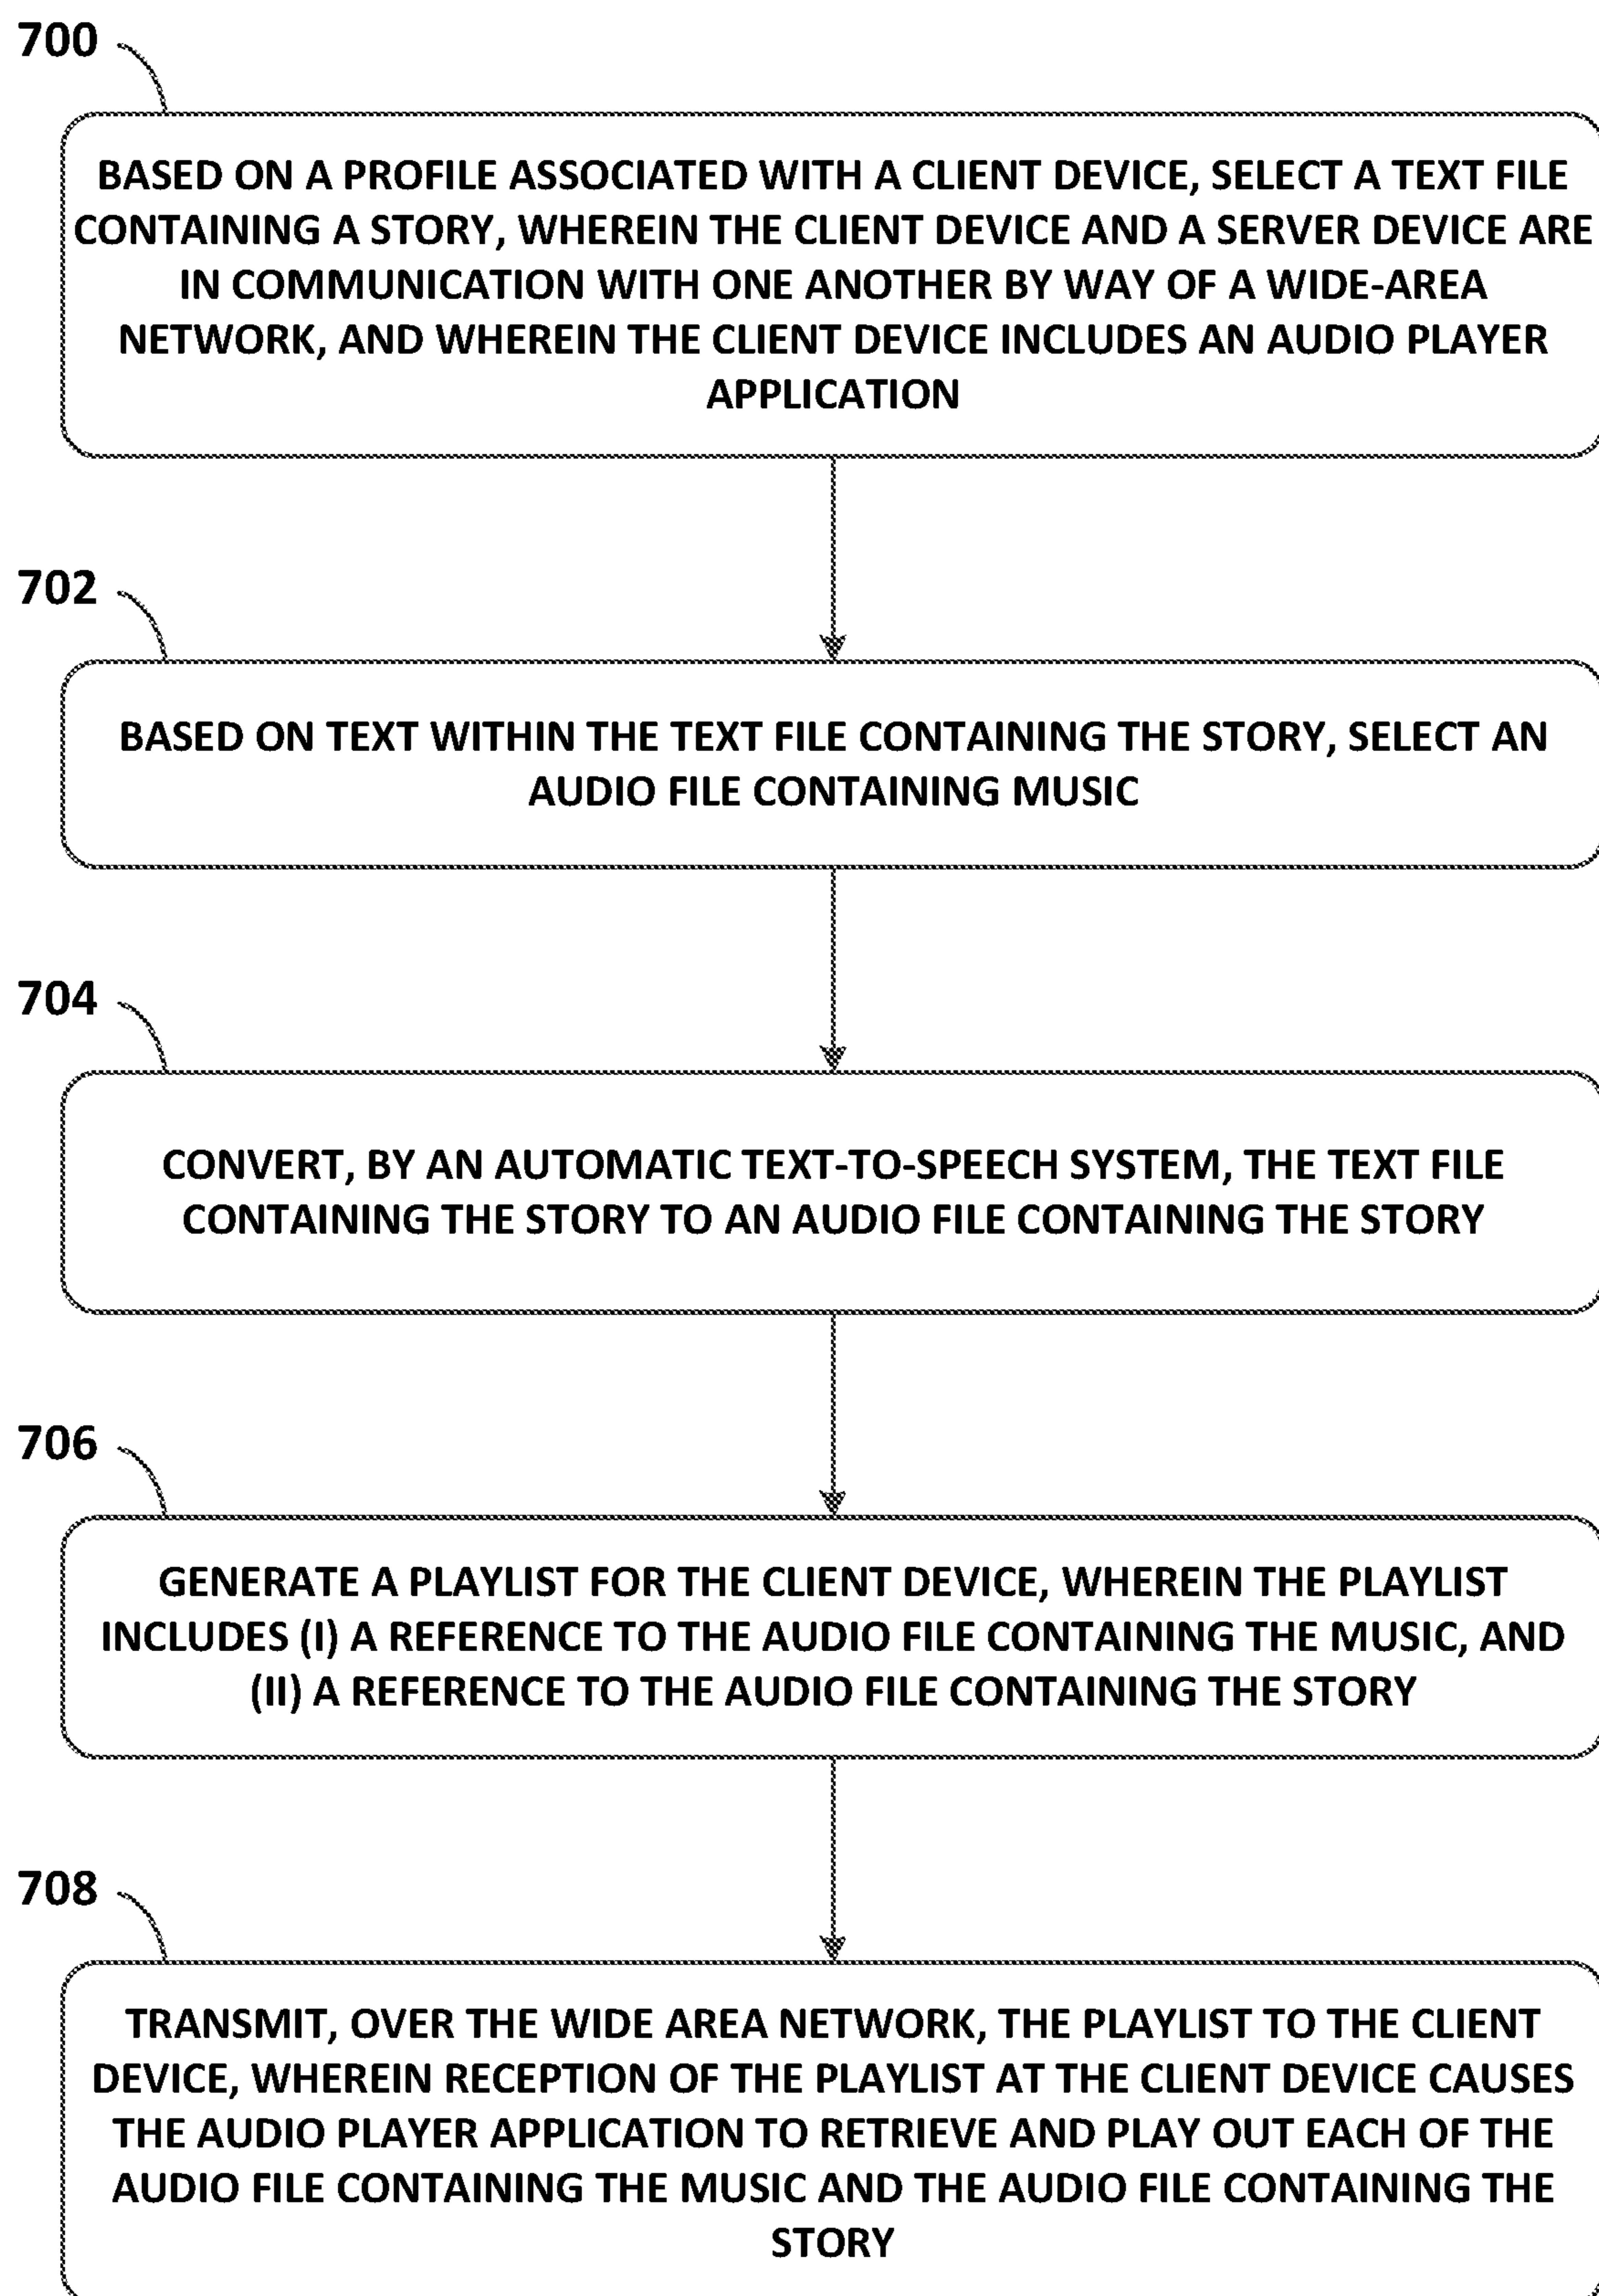 700
BASED ON A PROFILE ASSOCIATED WITH A CLIENT DEVICE, SELECT A TEXT FILE
CONTAINING A STORY, WHEREIN THE CLIENT DEVICE AND A SERVER DEVICE ARE
IN COMMUNICATION WITH ONE ANOTHER BY WAY OF A WIDE-AREA
NETWORK, AND WHEREIN THE CLIENT DEVICE INCLUDES AN AUDIO PLAYER
APPLICATION
702
BASED ON TEXT WITHIN THE TEXT FILE CONTAINING THE STORY, SELECT AN
AUDIO FILE CONTAINING MUSIC
704
CONVERT, BY AN AUTOMATIC TEXT-TO-SPEECH SYSTEM, THE TEXT FILE
CONTAINING THE STORY TO AN AUDIO FILE CONTAINING THE STORY
706
GENERATE A PLAYLIST FOR THE CLIENT DEVICE, WHEREIN THE PLAYLIST
INCLUDES (I) A REFERENCE TO THE AUDIO FILE CONTAINING THE MUSIC, AND
(II) A REFERENCE TO THE AUDIO FILE CONTAINING THE STORY
708
TRANSMIT, OVER THE WIDE AREA NETWORK, THE PLAYLIST TO THE CLIENT
DEVICE, WHEREIN RECEPTION OF THE PLAYLIST AT THE CLIENT DEVICE CAUSES
THE AUDIO PLAYER APPLICATION TO RETRIEVE AND PLAY OUT EACH OF THE
AUDIO FILE CONTAINING THE MUSIC AND THE AUDIO FILE CONTAINING THE
STORY